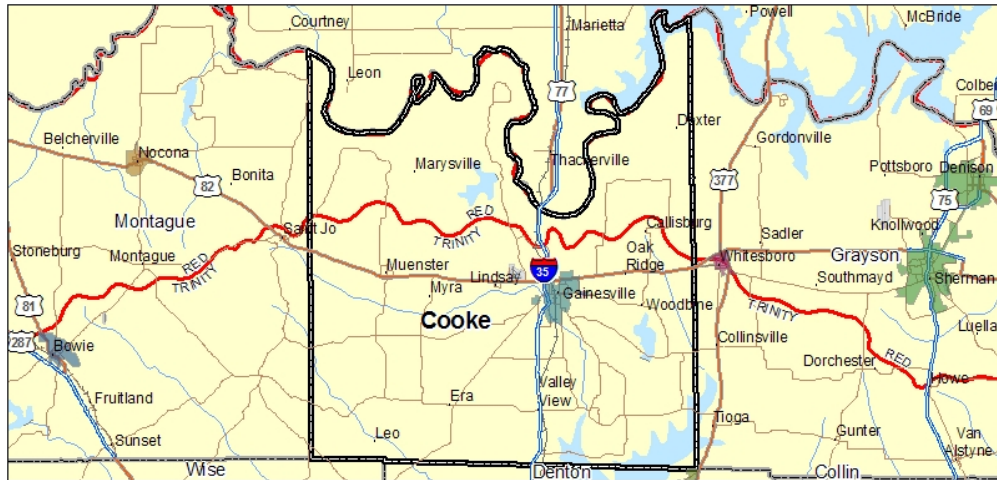 Courtney
Powell
McBride
Marietta
Leon
77
Colbe
69
Belcherville
Nocona
Dexter
Gordonville
Marysville
Thackerville
Pottsboro
Denison
82
Bonita
377
75
Montague
RED
TRINITY
Callisburg
Knollwood
Saint Jo
Sadler
Stoneburg
Montague
RED
TRINITY
Muenster
Lindsay
35
Oak
Ridge
Whitesboro
Grayson
Southmayd
Sherman
Myra
Gainesville
Woodbine
81
Cooke
TRINITY
Luella
287
Bowie
Collinsville
RED
Dorchester
Howe
Fruitland
Era
Valley
View
Tioga
Gunter
Van
Alstyne
Sunset
Leo
Wise
Denton
Collin